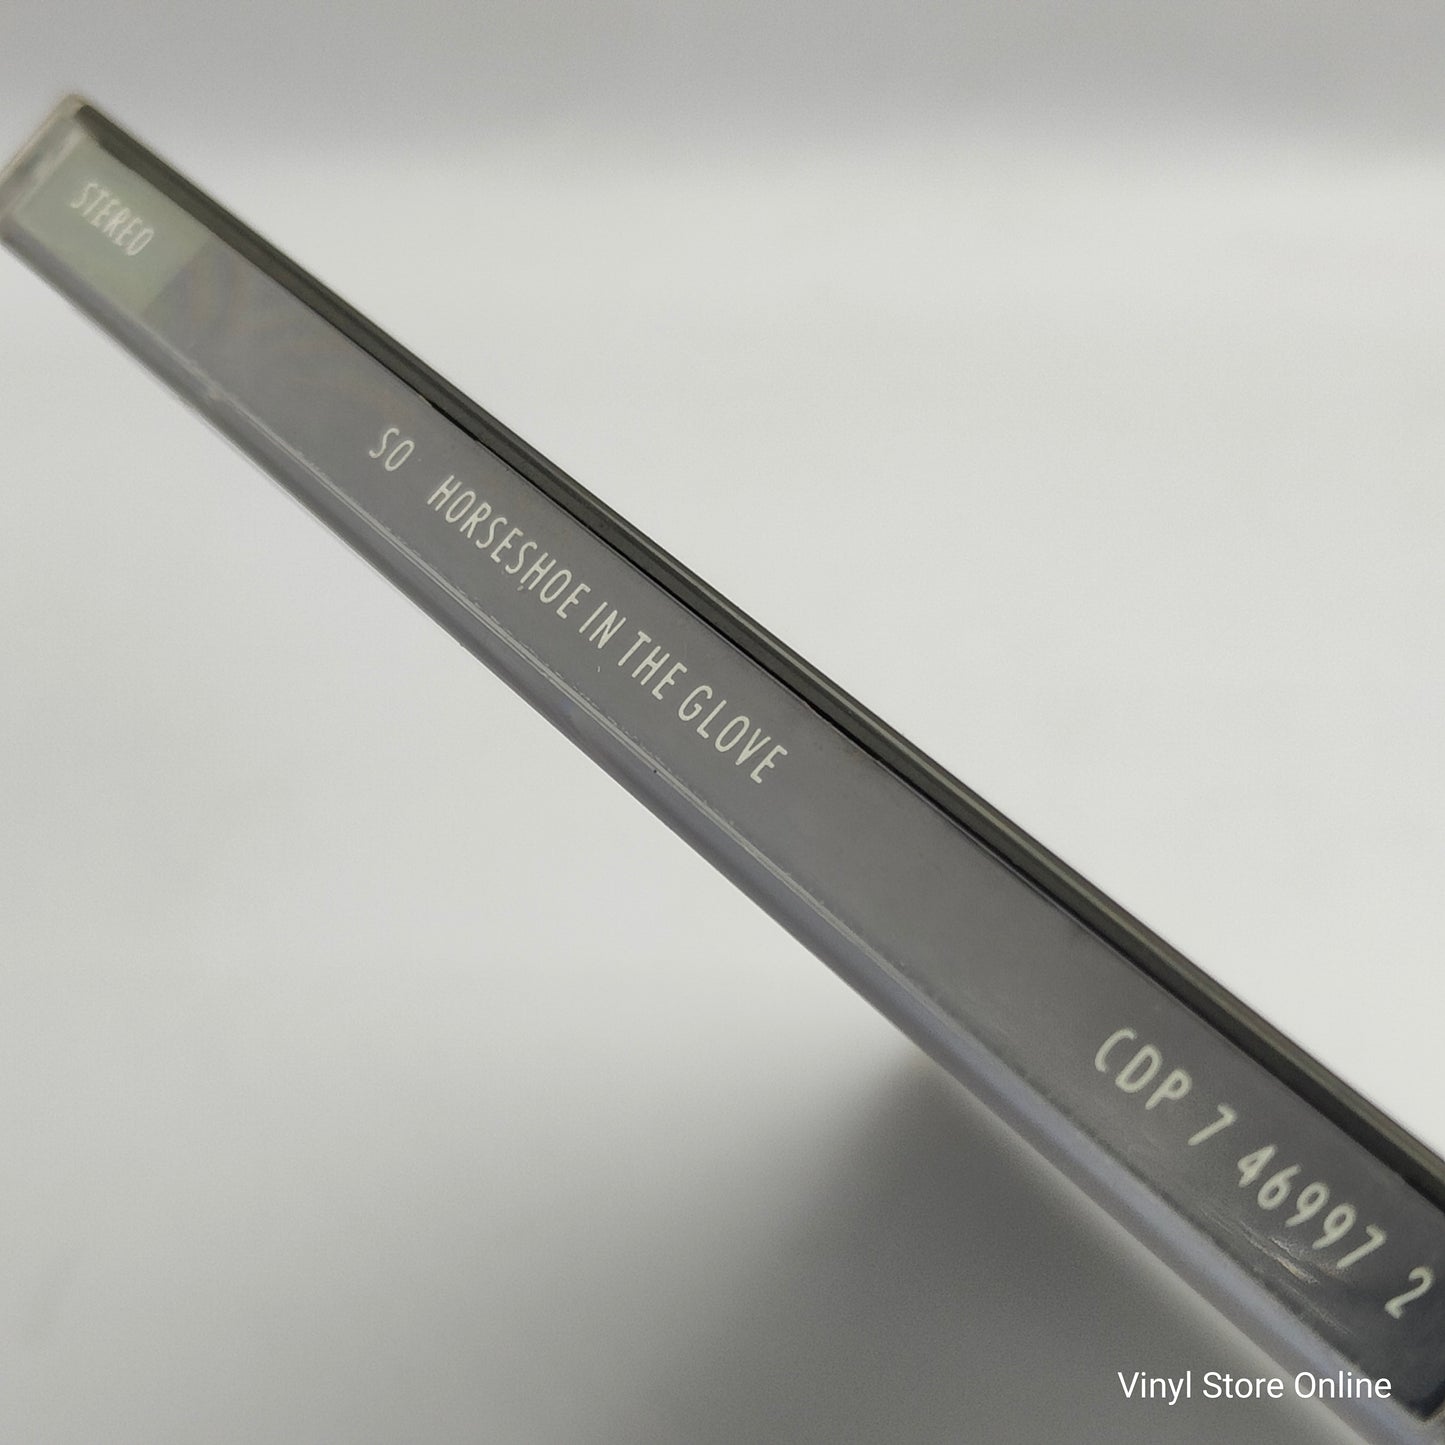 STEREO
SO HORSESHOE IN THE GLOVE
CDP 7 46997 2
Vinyl Store Online